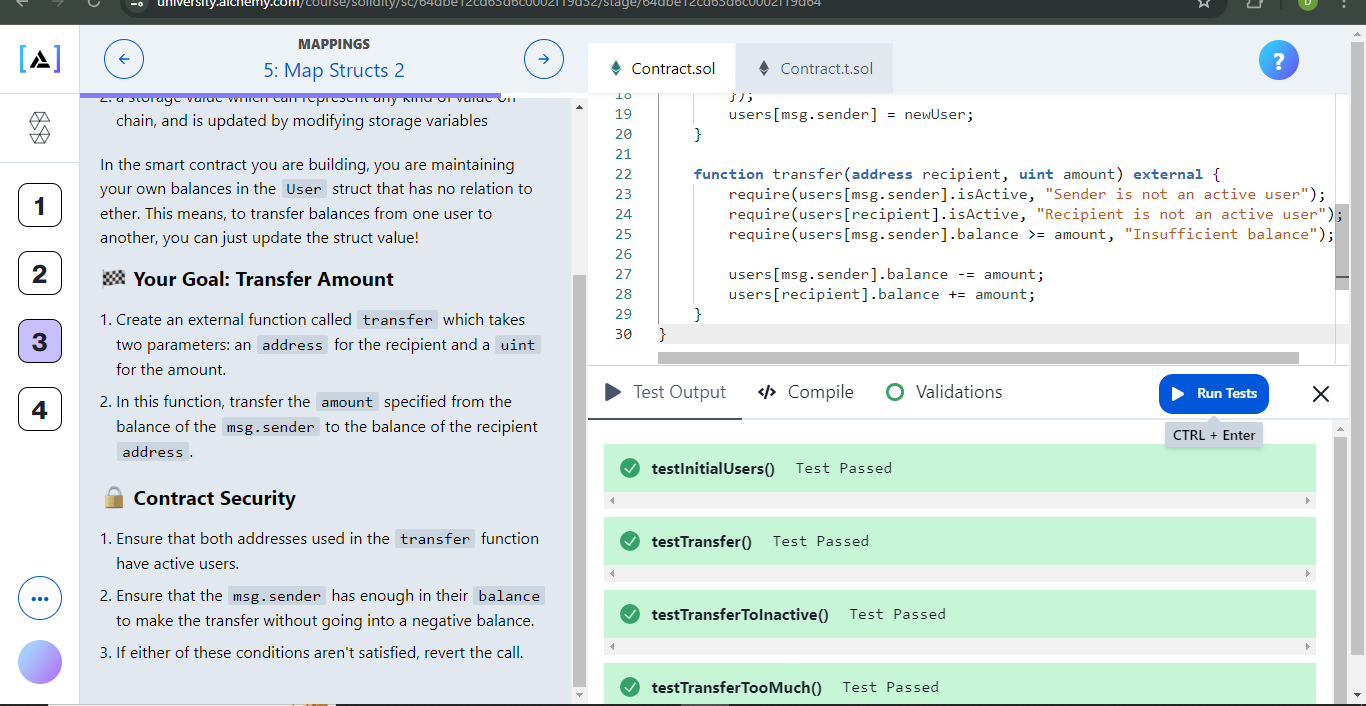 university.alchemy.com/course/solidity/sc/64dbe12cd63d6c0002f19d32/stage/64dbe12cd63d6c0002f19d64
D
MAPPINGS
5: Map Structs 2
1
2
3
4
2. a storage value which can represent any kind of value on
chain, and is updated by modifying storage variables
In the smart contract you are building, you are maintaining
your own balances in the User struct that has no relation to
ether. This means, to transfer balances from one user to
another, you can just update the struct value!
🏁 Your Goal: Transfer Amount
1. Create an external function called transfer which takes
two parameters: an address for the recipient and a uint
for the amount.
2. In this function, transfer the amount specified from the
balance of the msg.sender to the balance of the recipient
address .
🔒 Contract Security
1. Ensure that both addresses used in the transfer function
have active users.
2. Ensure that the msg.sender has enough in their balance
to make the transfer without going into a negative balance.
3. If either of these conditions aren't satisfied, revert the call.
Contract.sol
Contract.t.sol
?
18 });
19 users[msg.sender] = newUser;
20 }
21
22 function transfer(address recipient, uint amount) external {
23 require(users[msg.sender].isActive, "Sender is not an active user");
24 require(users[recipient].isActive, "Recipient is not an active user");
25 require(users[msg.sender].balance >= amount, "Insufficient balance");
26
27 users[msg.sender].balance -= amount;
28 users[recipient].balance += amount;
29 }
30 }
Test Output
Compile
Validations
Run Tests
CTRL + Enter
testInitialUsers() Test Passed
testTransfer() Test Passed
testTransferToInactive() Test Passed
testTransferTooMuch() Test Passed